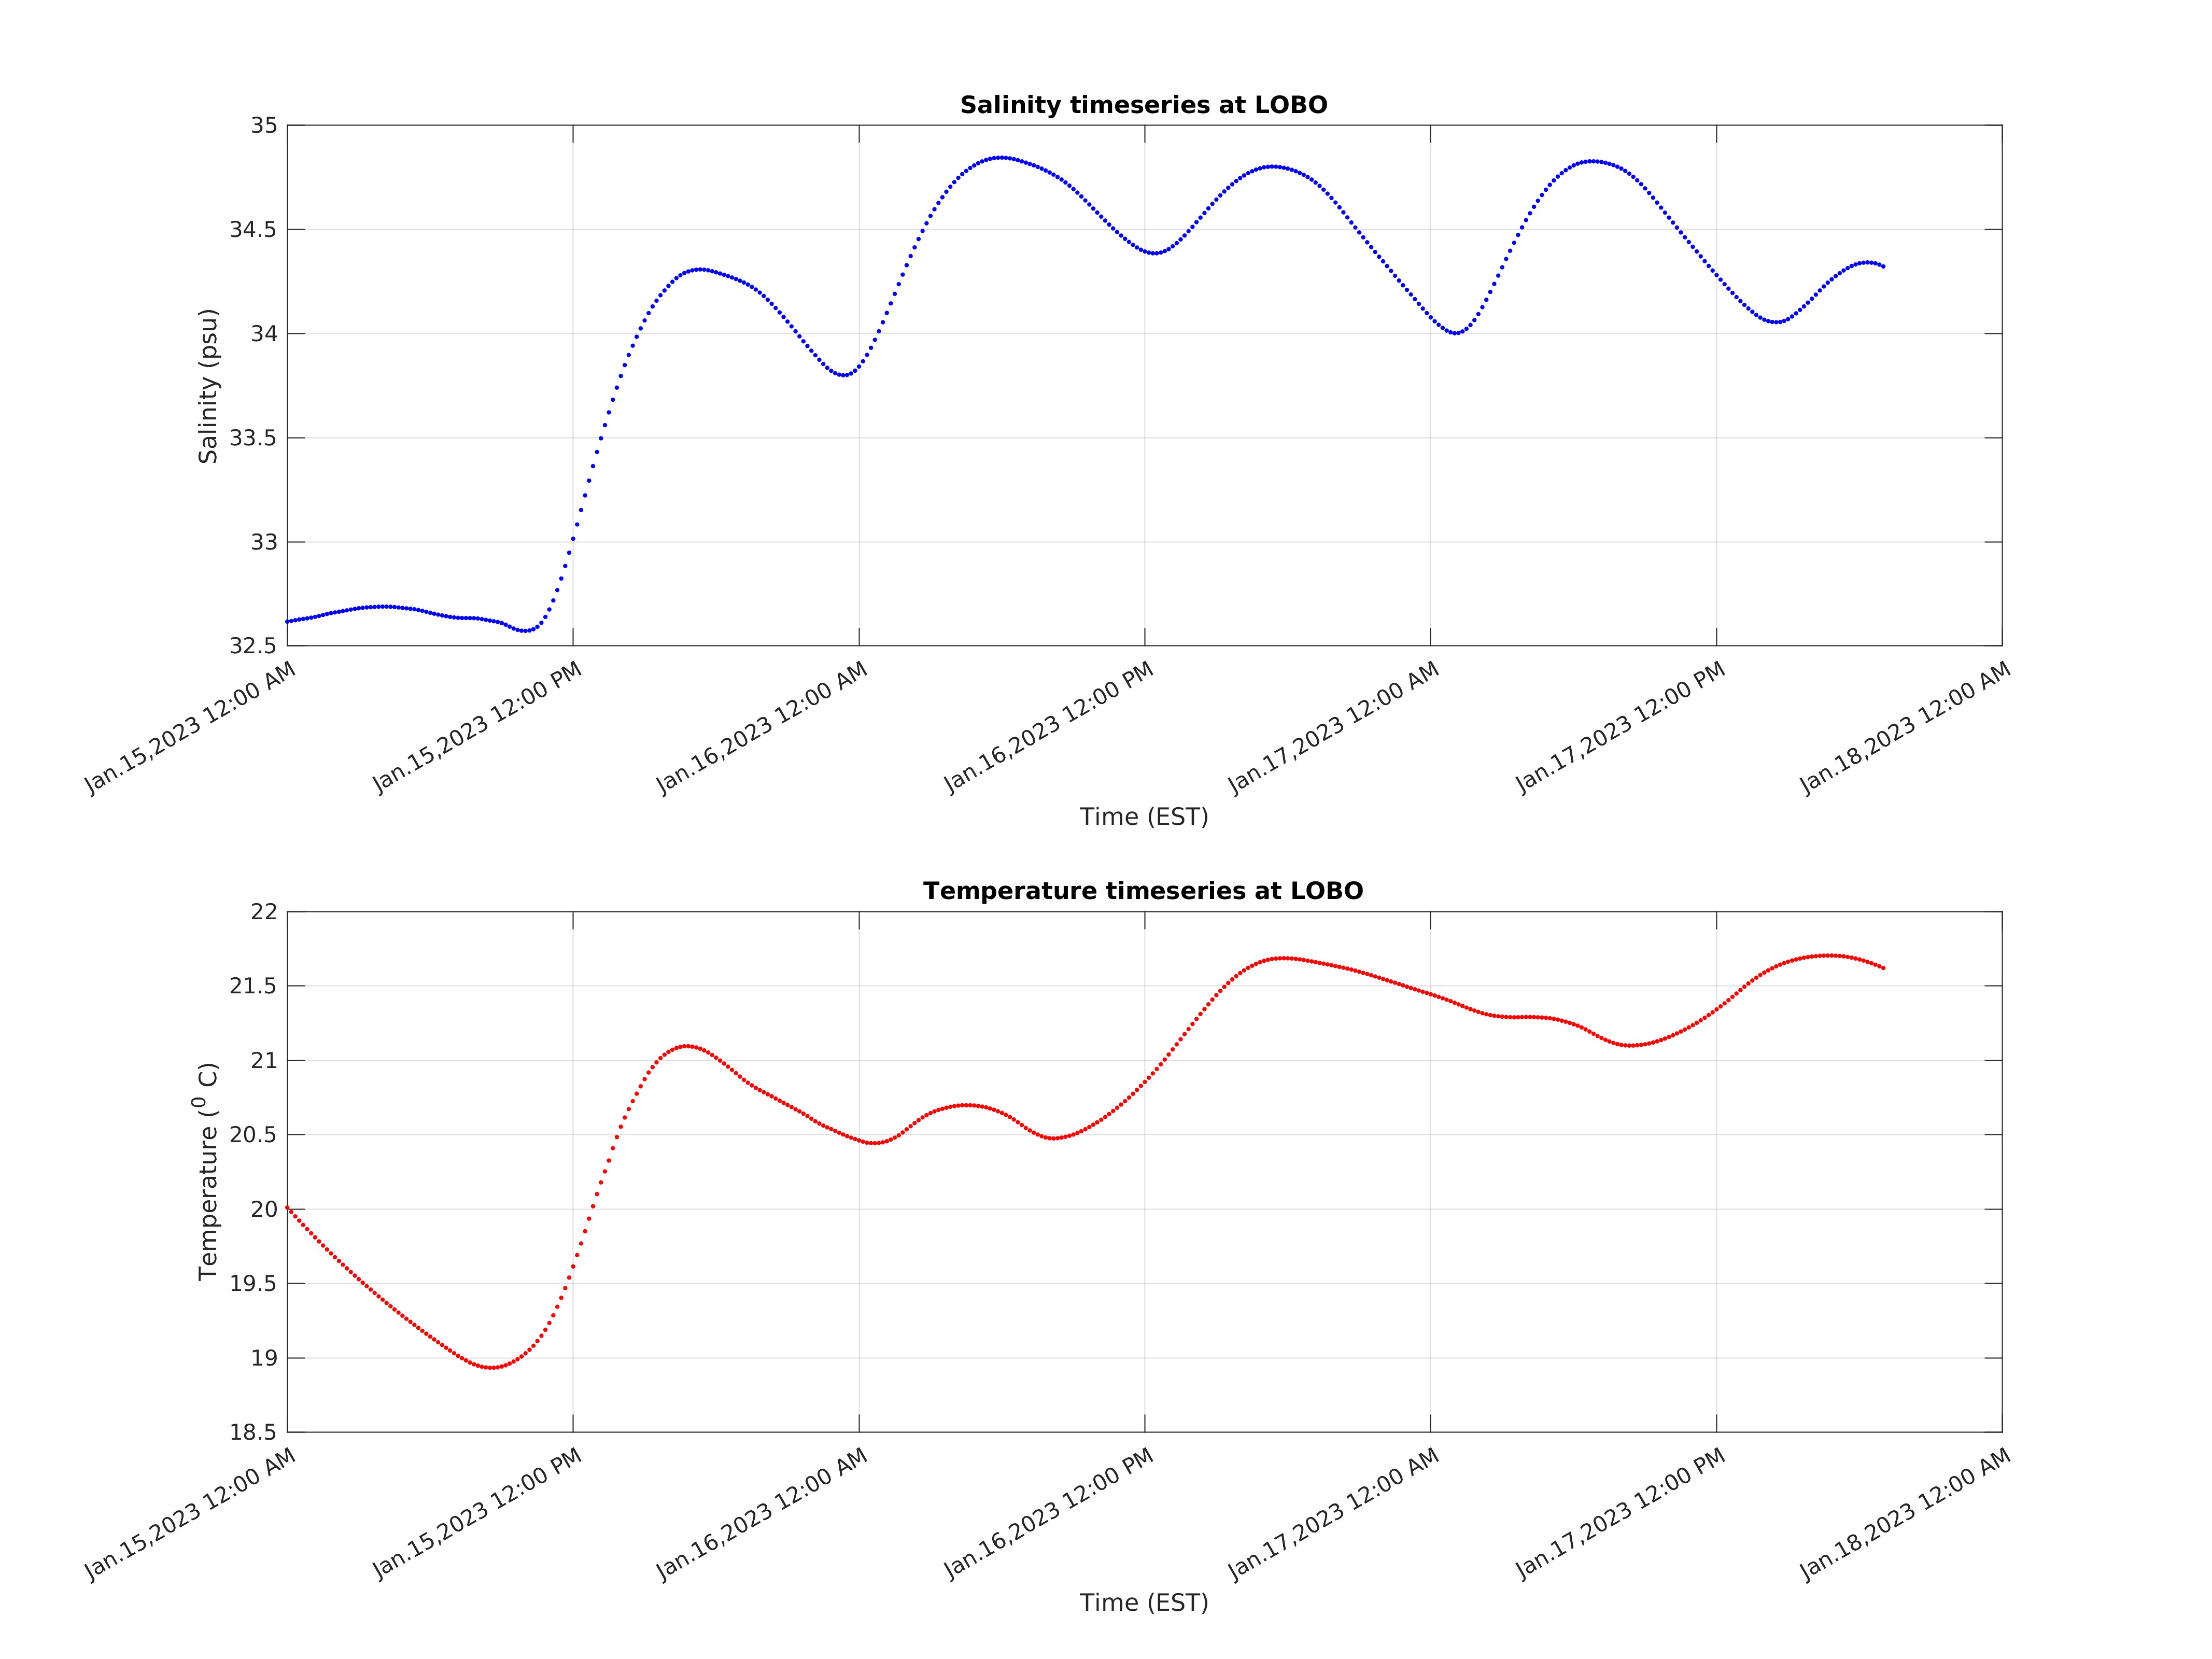 Salinity timeseries at LOBO
35
34.5
34
33.5
33
32.5
Salinity (psu)
Jan.15,2023 12:00 AM
Jan.15,2023 12:00 PM
Jan.16,2023 12:00 AM
Jan.16,2023 12:00 PM
Jan.17,2023 12:00 AM
Jan.17,2023 12:00 PM
Jan.18,2023 12:00 AM
Time (EST)
Temperature timeseries at LOBO
22
21.5
21
20.5
20
19.5
19
18.5
Temperature (⁰ C)
Jan.15,2023 12:00 AM
Jan.15,2023 12:00 PM
Jan.16,2023 12:00 AM
Jan.16,2023 12:00 PM
Jan.17,2023 12:00 AM
Jan.17,2023 12:00 PM
Jan.18,2023 12:00 AM
Time (EST)